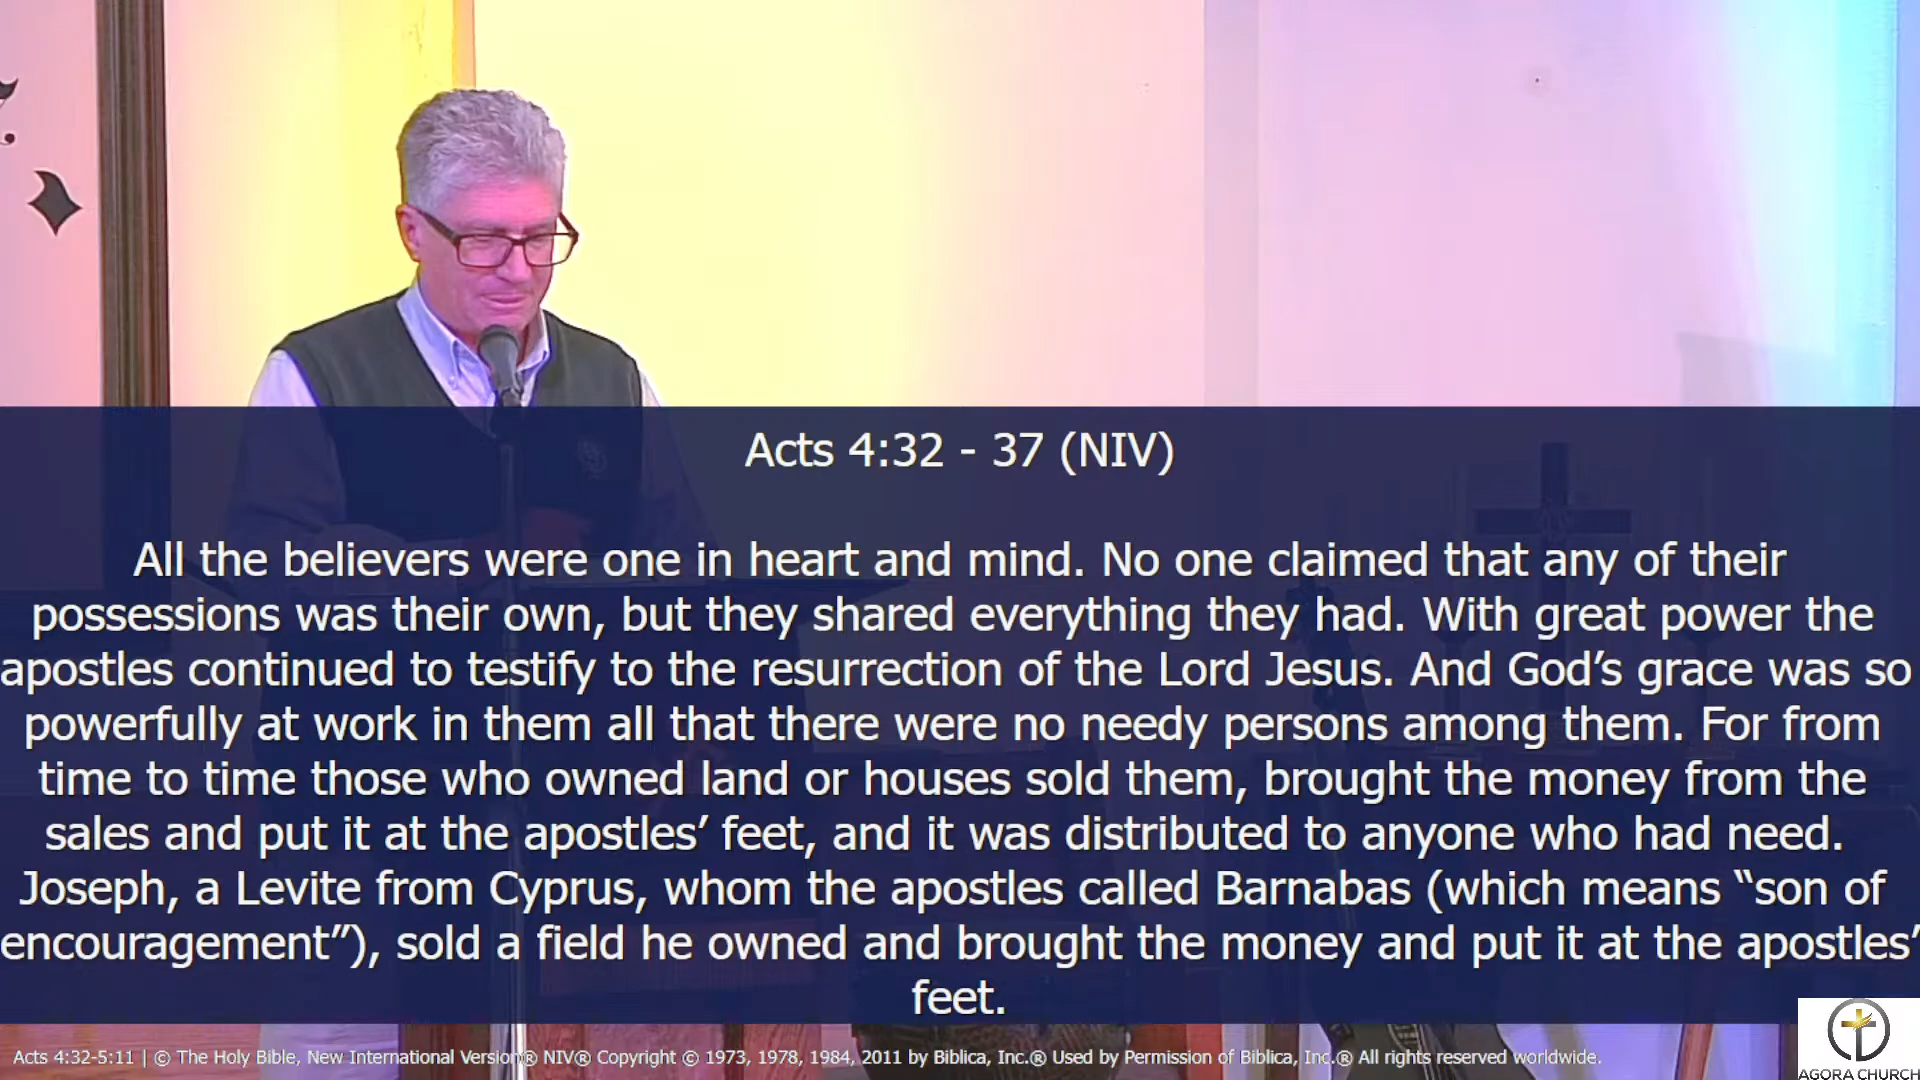 Acts 4:32 - 37 (NIV)
All the believers were one in heart and mind. No one claimed that any of their
possessions was their own, but they shared everything they had. With great power the
apostles continued to testify to the resurrection of the Lord Jesus. And God’s grace was so
powerfully at work in them all that there were no needy persons among them. For from
time to time those who owned land or houses sold them, brought the money from the
sales and put it at the apostles’ feet, and it was distributed to anyone who had need.
Joseph, a Levite from Cyprus, whom the apostles called Barnabas (which means “son of
encouragement”), sold a field he owned and brought the money and put it at the apostles’
feet.
Acts 4:32-5:11 | © The Holy Bible, New International Version® NIV® Copyright © 1973, 1978, 1984, 2011 by Biblica, Inc.® Used by Permission of Biblica, Inc.® All rights reserved worldwide.
AGORA CHURCH